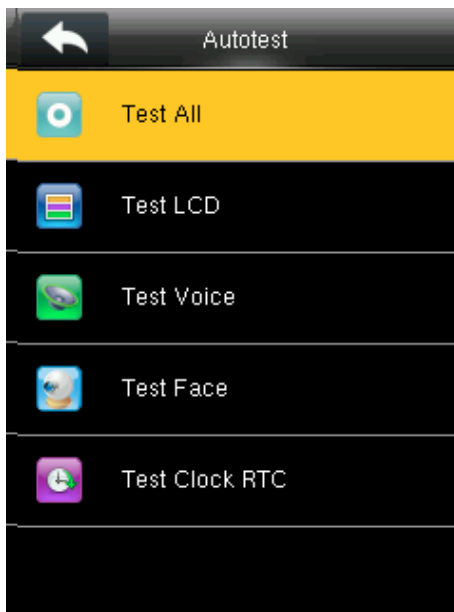 Autotest
Test All
Test LCD
Test Voice
Test Face
Test Clock RTC